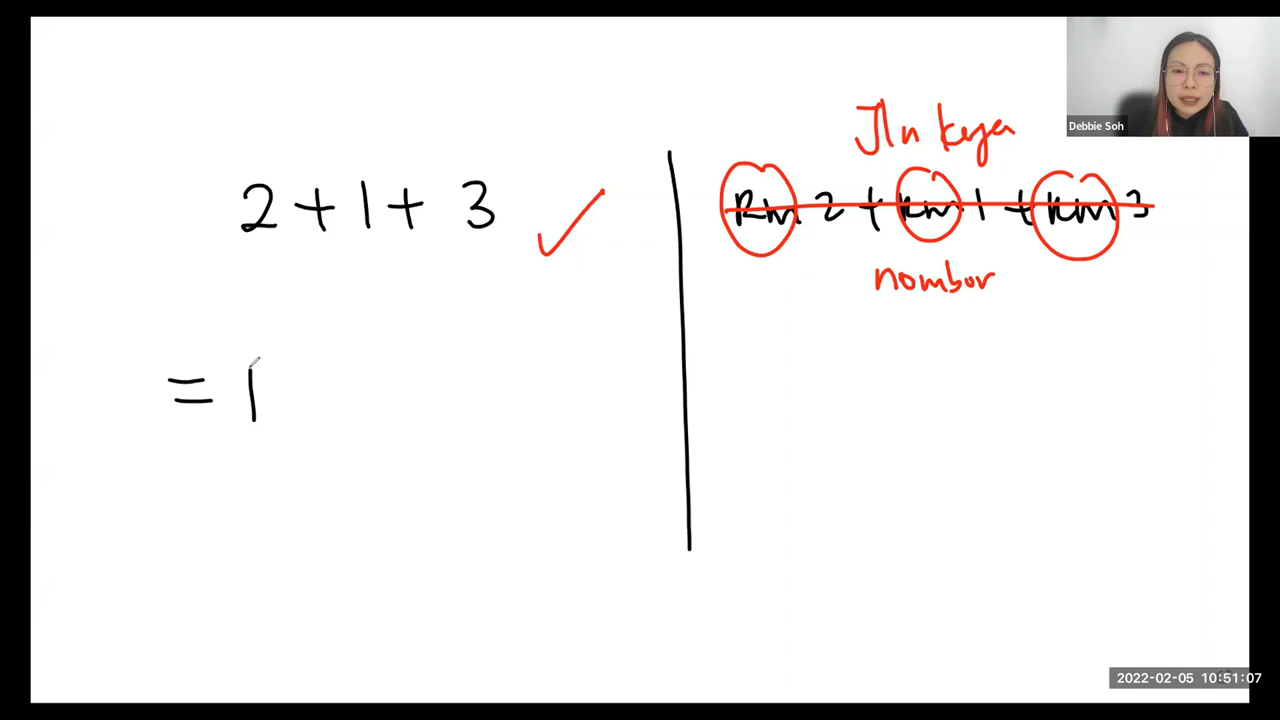 Debbie Soh
2 + 1 + 3
= 1
Jln keja
Rm 2 + Rm 1 + Rm 3
nombor
2022-02-05 10:51:07